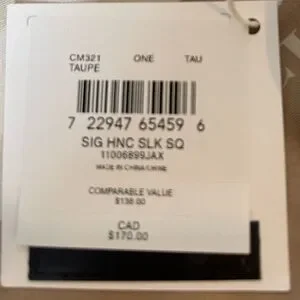 CM321 ONE TAU
TAUPE
7 22947 65459 6
SIG HNC SLK SQ
11006899JAX
MADE IN CHINA/CHINE
COMPARABLE VALUE
$138.00
CAD
$170.00